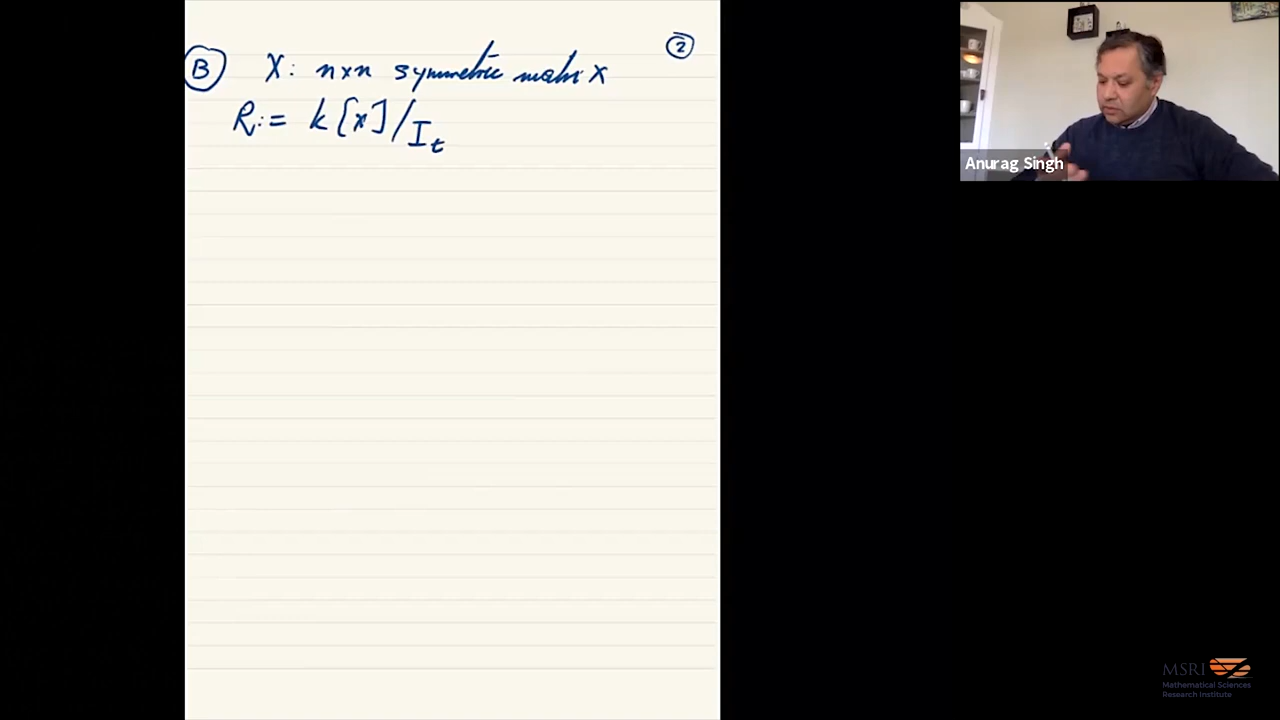 ②
Ⓑ X: n×n symmetric matrix
R:= k[x]/I_t
Anurag Singh
MSRI
Mathematical Sciences
Research Institute